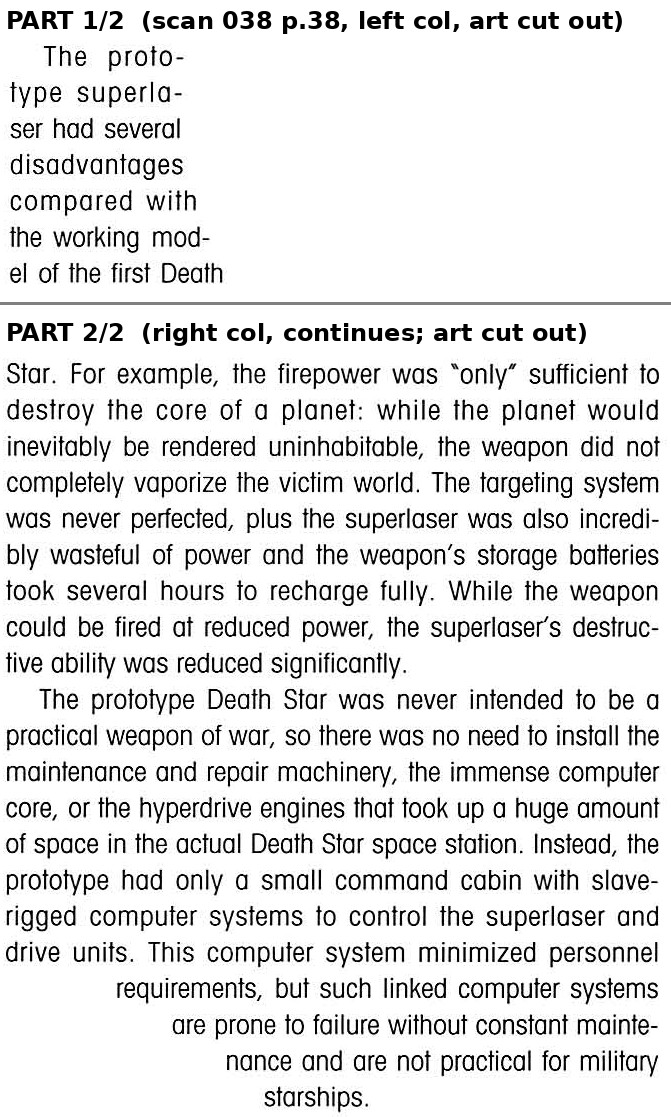 PART 1/2 (scan 038 p.38, left col, art cut out)
The proto-
type superla-
ser had several
disadvantages
compared with
the working mod-
el of the first Death
PART 2/2 (right col, continues; art cut out)
Star. For example, the firepower was "only" sufficient to
destroy the core of a planet: while the planet would
inevitably be rendered uninhabitable, the weapon did not
completely vaporize the victim world. The targeting system
was never perfected, plus the superlaser was also incredi-
bly wasteful of power and the weapon's storage batteries
took several hours to recharge fully. While the weapon
could be fired at reduced power, the superlaser's destruc-
tive ability was reduced significantly.
The prototype Death Star was never intended to be a
practical weapon of war, so there was no need to install the
maintenance and repair machinery, the immense computer
core, or the hyperdrive engines that took up a huge amount
of space in the actual Death Star space station. Instead, the
prototype had only a small command cabin with slave-
rigged computer systems to control the superlaser and
drive units. This computer system minimized personnel
requirements, but such linked computer systems
are prone to failure without constant mainte-
nance and are not practical for military
starships.